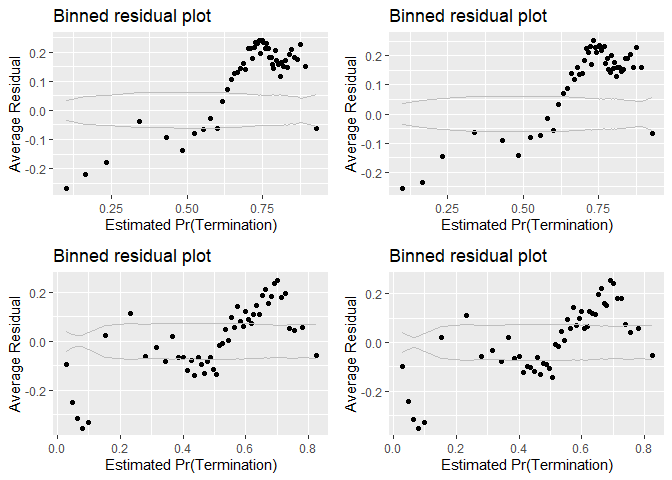 Binned residual plot
Average Residual
0.2
0.1
0.0
-0.1
-0.2
0.25 0.50 0.75
Estimated Pr(Termination)
Binned residual plot
Average Residual
0.2
0.1
0.0
-0.1
-0.2
0.25 0.50 0.75
Estimated Pr(Termination)
Binned residual plot
Average Residual
0.2
0.0
-0.2
0.0 0.2 0.4 0.6 0.8
Estimated Pr(Termination)
Binned residual plot
Average Residual
0.2
0.0
-0.2
0.0 0.2 0.4 0.6 0.8
Estimated Pr(Termination)